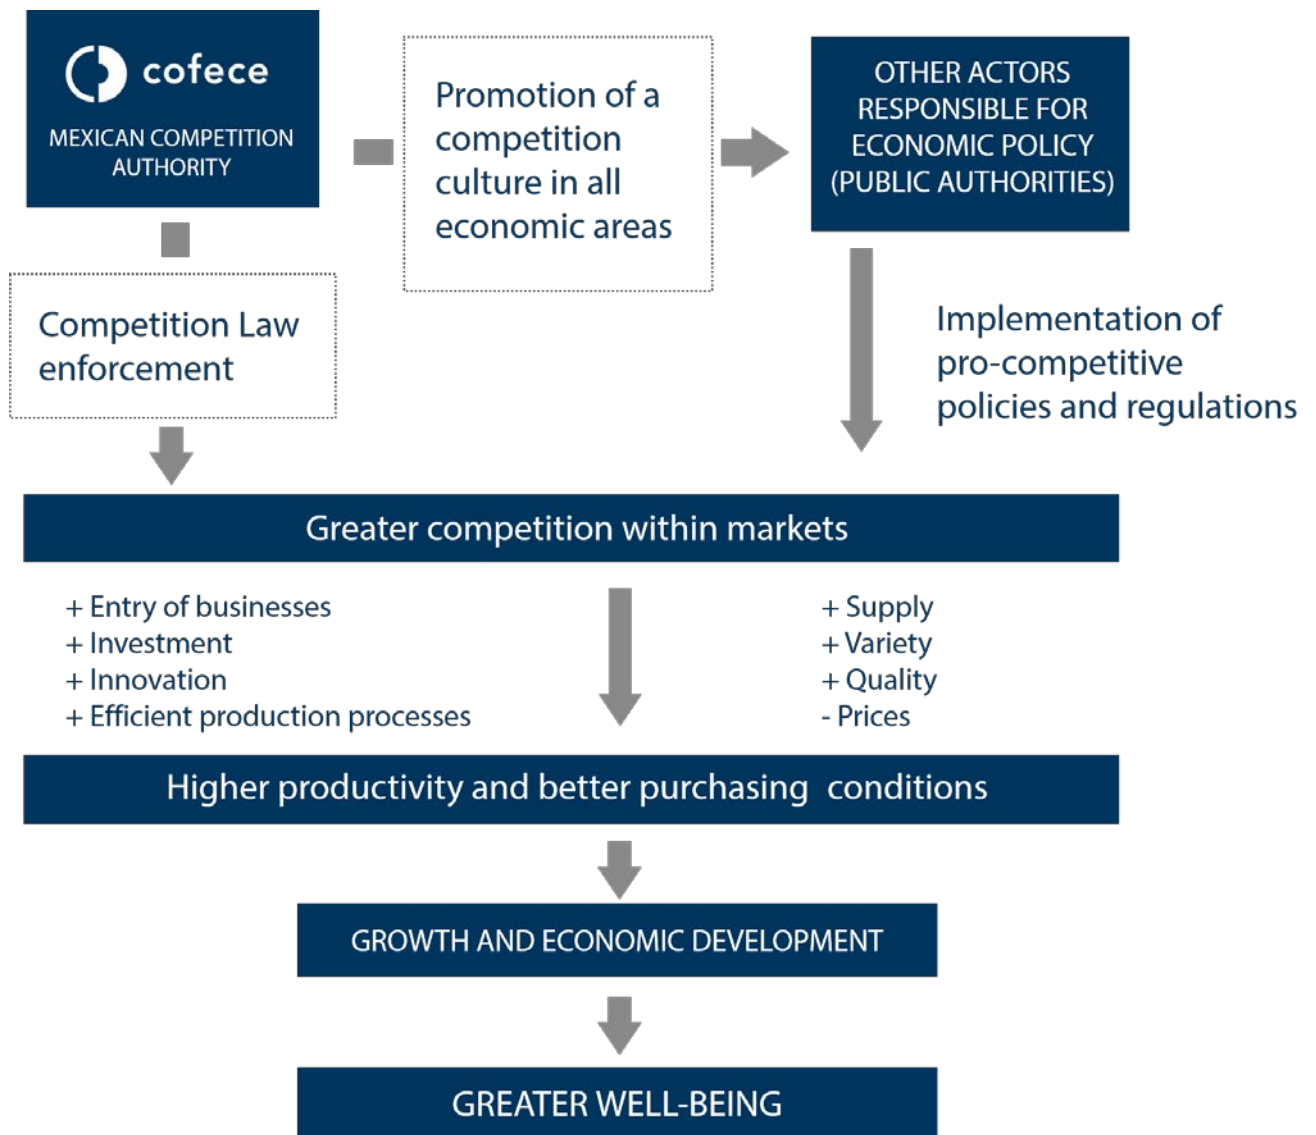 cofece
MEXICAN COMPETITION
AUTHORITY
Promotion of a
competition
culture in all
economic areas
OTHER ACTORS
RESPONSIBLE FOR
ECONOMIC POLICY
(PUBLIC AUTHORITIES)
Competition Law
enforcement
Implementation of
pro-competitive
policies and regulations
Greater competition within markets
+ Entry of businesses
+ Investment
+ Innovation
+ Efficient production processes
+ Supply
+ Variety
+ Quality
- Prices
Higher productivity and better purchasing conditions
GROWTH AND ECONOMIC DEVELOPMENT
GREATER WELL-BEING